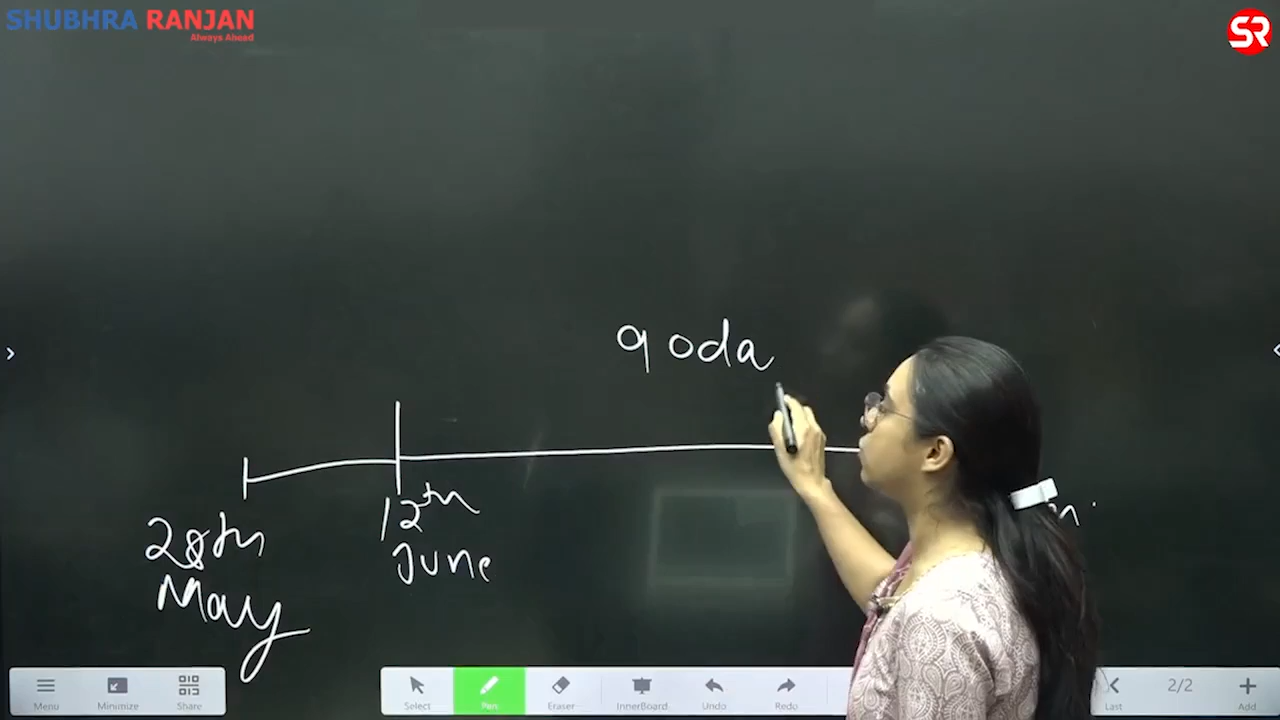 SHUBHRA RANJAN
Always Ahead
SR
90da
28th
May
12th
June
Menu
Minimize
Share
Select
Pen
Eraser
InnerBoard
Undo
Redo
Last
2/2
Add